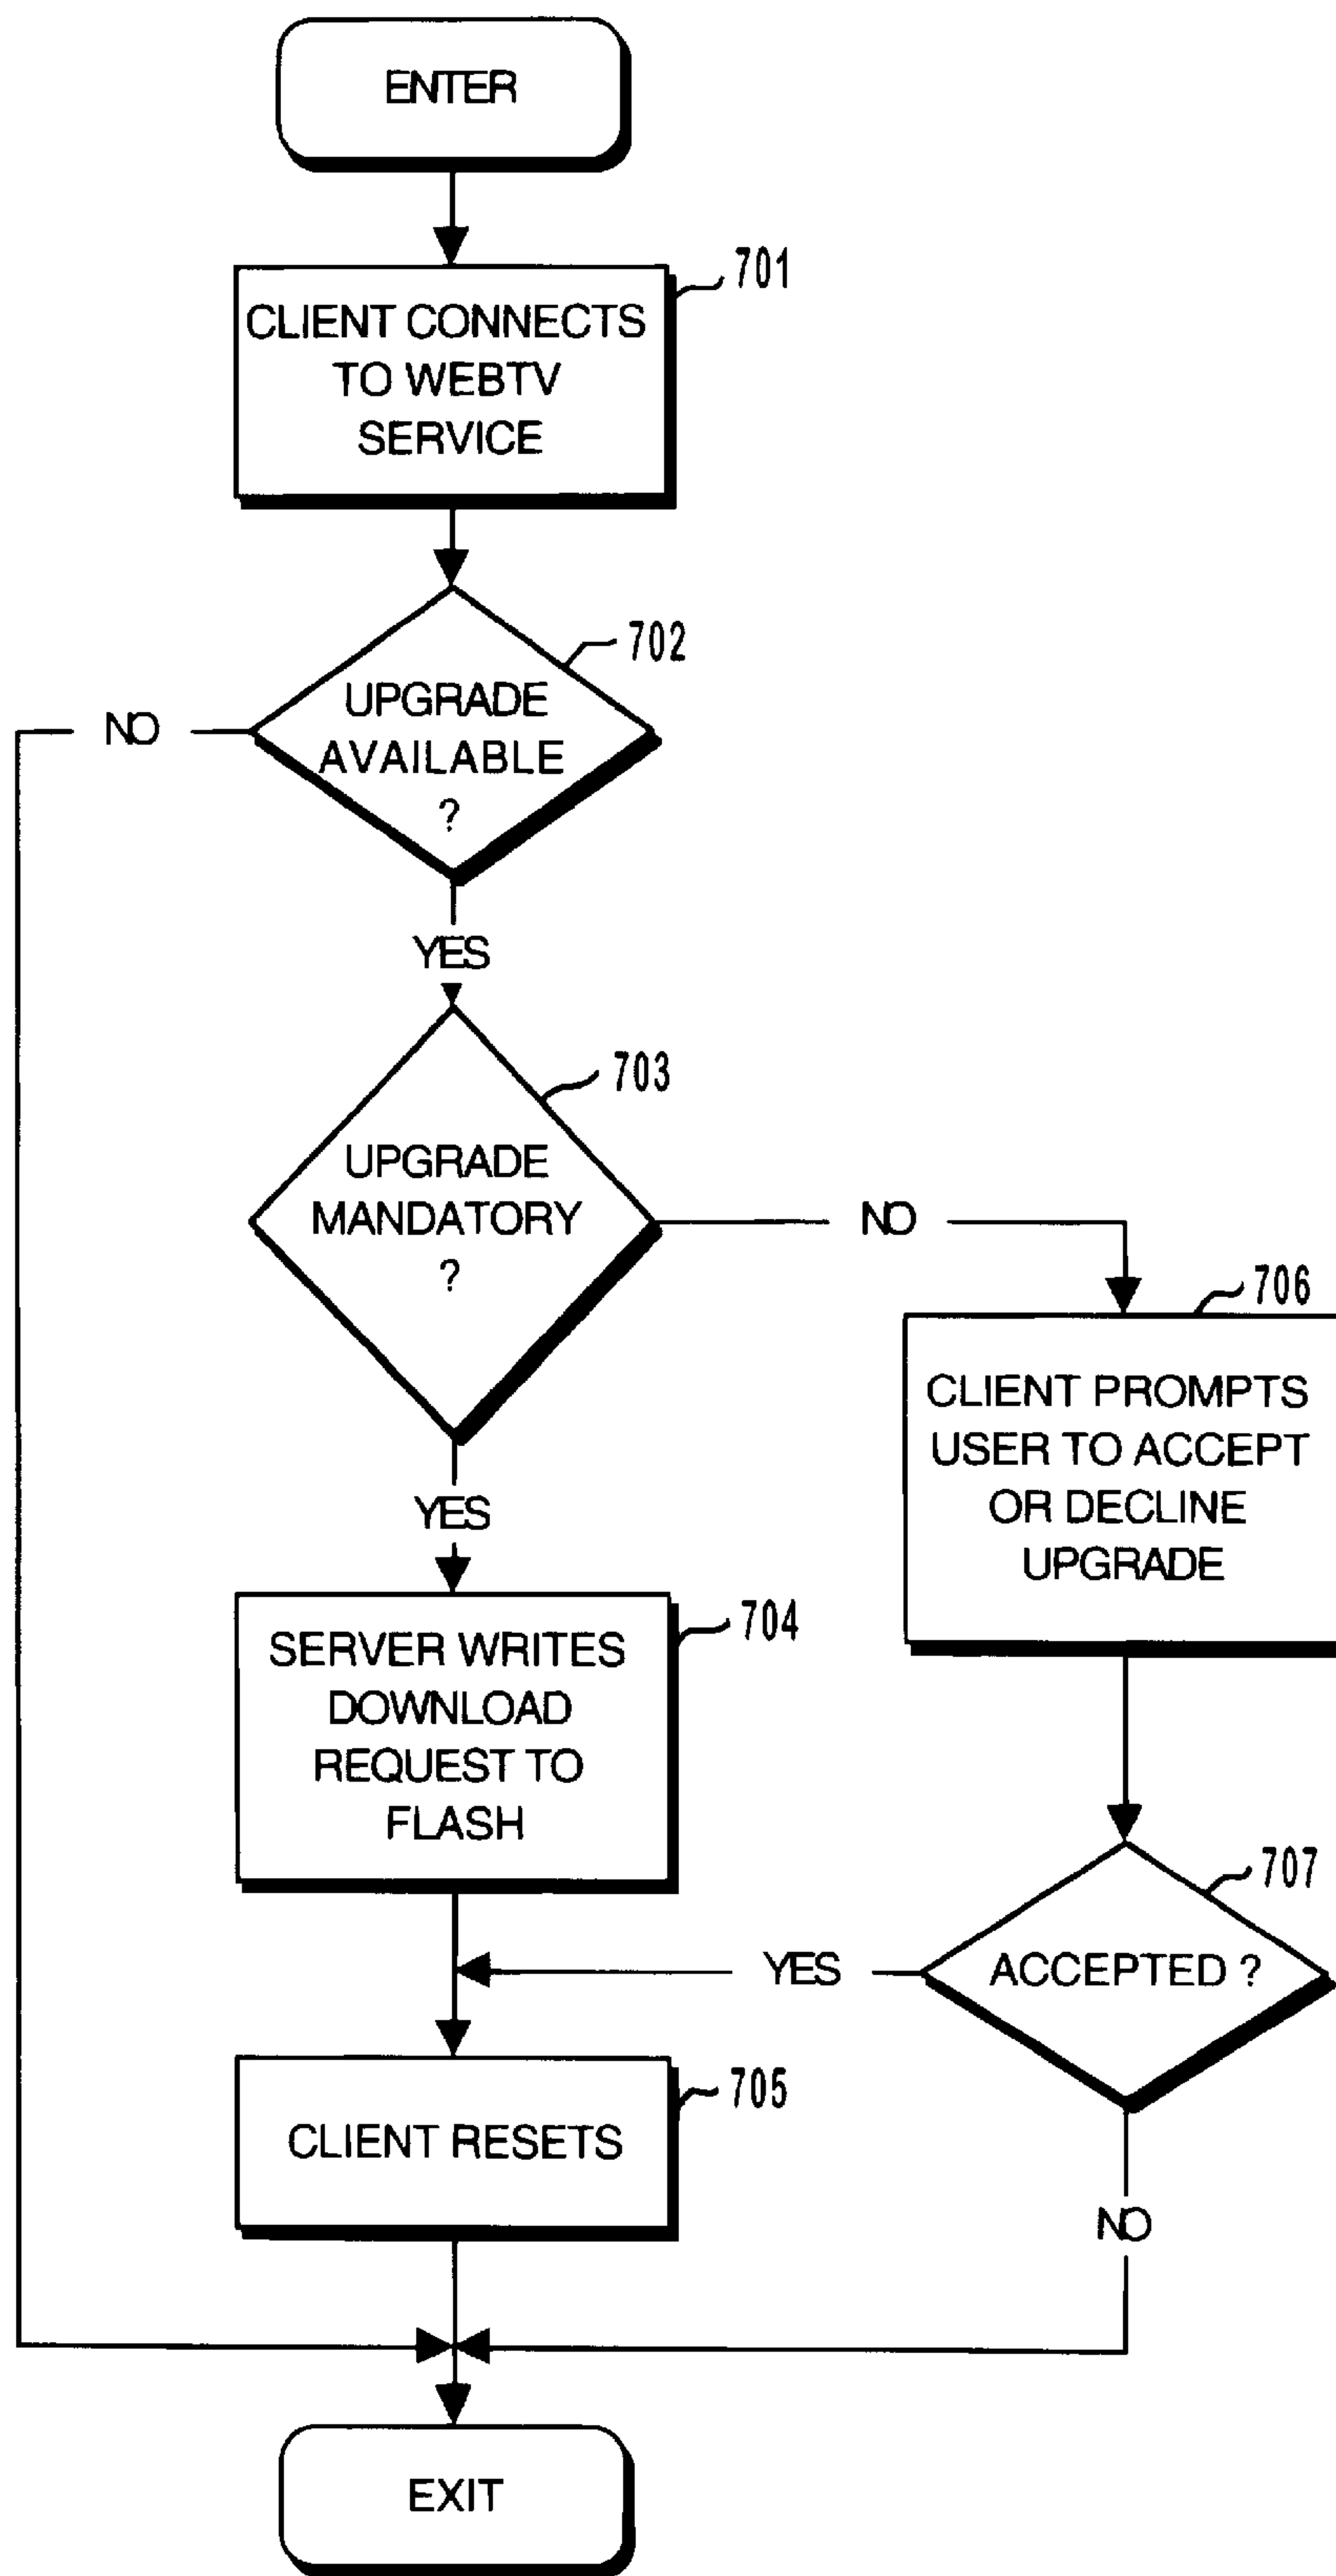 ENTER
701
CLIENT CONNECTS
TO WEBTV
SERVICE
702
UPGRADE
AVAILABLE
?
NO
YES
703
UPGRADE
MANDATORY
?
NO
706
CLIENT PROMPTS
USER TO ACCEPT
OR DECLINE
UPGRADE
YES
704
SERVER WRITES
DOWNLOAD
REQUEST TO
FLASH
707
ACCEPTED ?
YES
705
CLIENT RESETS
NO
EXIT